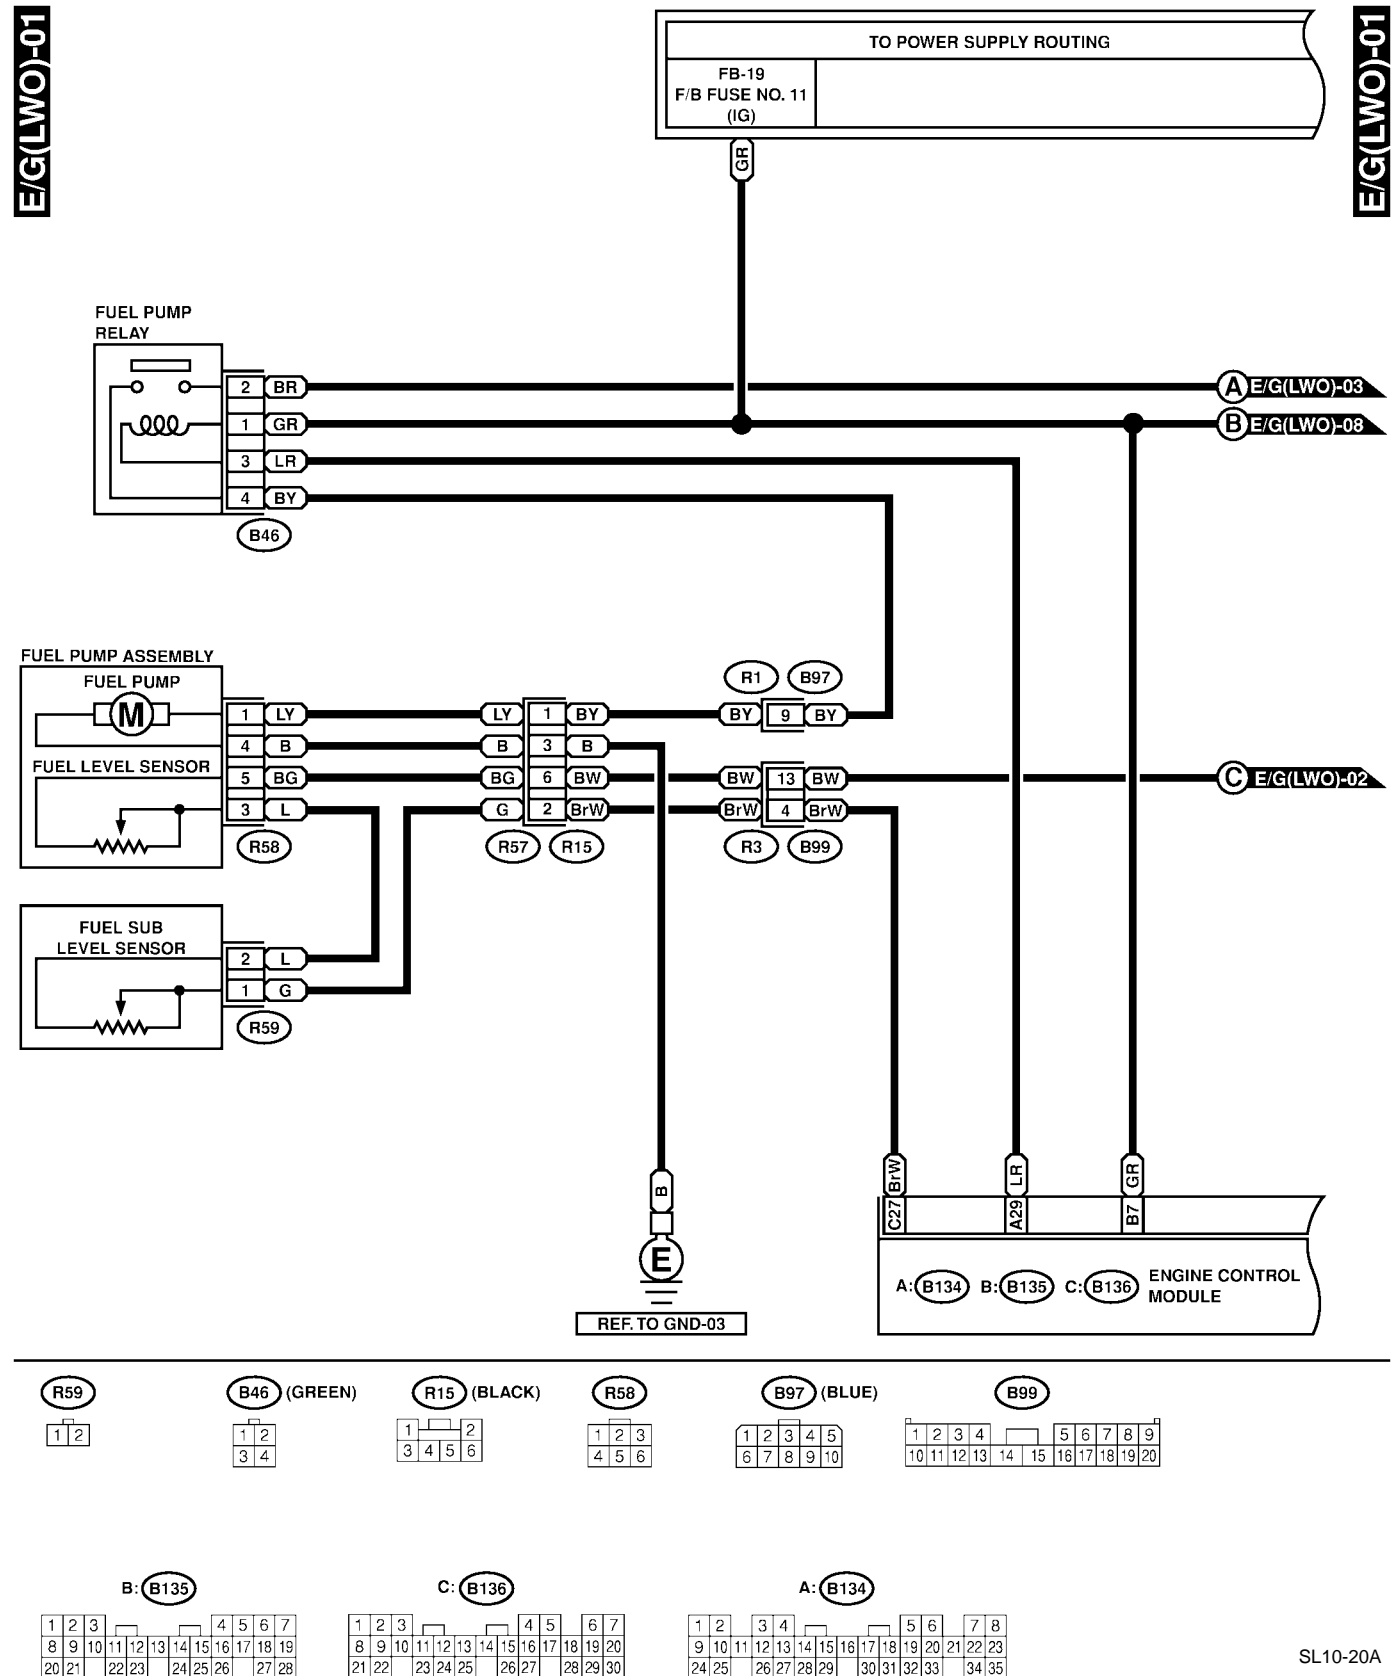 E/G(LWO)-01
E/G(LWO)-01
TO POWER SUPPLY ROUTING
FB-19
F/B FUSE NO. 11
(IG)
GR
FUEL PUMP
RELAY
2 BR
A E/G(LWO)-03
1 GR
B E/G(LWO)-08
3 LR
4 BY
B46
FUEL PUMP ASSEMBLY
FUEL PUMP
M
R1 B97
1 LY LY 1 BY BY 9 BY
4 B B 3 B
FUEL LEVEL SENSOR
5 BG BG 6 BW BW 13 BW
C E/G(LWO)-02
3 L G 2 BrW BrW 4 BrW
R58 R57 R15 R3 B99
FUEL SUB
LEVEL SENSOR
2 L
1 G
R59
B
E
REF. TO GND-03
BrW LR GR
C27 A29 B7
A: B134 B: B135 C: B136
ENGINE CONTROL
MODULE
R59
1 2
B46 (GREEN)
1 2
3 4
R15 (BLACK)
1 2
3 4 5 6
R58
1 2 3
4 5 6
B97 (BLUE)
1 2 3 4 5
6 7 8 9 10
B99
1 2 3 4 5 6 7 8 9
10 11 12 13 14 15 16 17 18 19 20
B: B135
1 2 3 4 5 6 7
8 9 10 11 12 13 14 15 16 17 18 19
20 21 22 23 24 25 26 27 28
C: B136
1 2 3 4 5 6 7
8 9 10 11 12 13 14 15 16 17 18 19 20
21 22 23 24 25 26 27 28 29 30
A: B134
1 2 3 4 5 6 7 8
9 10 11 12 13 14 15 16 17 18 19 20 21 22 23
24 25 26 27 28 29 30 31 32 33 34 35
SL10-20A